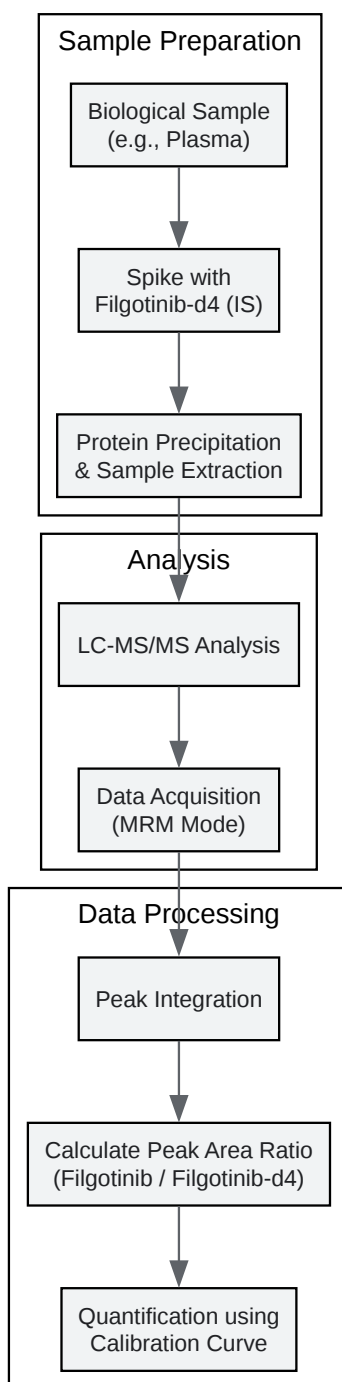 Sample Preparation
Biological Sample
(e.g., Plasma)
Spike with
Filgotinib-d4 (IS)
Protein Precipitation
& Sample Extraction
Analysis
LC-MS/MS Analysis
Data Acquisition
(MRM Mode)
Data Processing
Peak Integration
Calculate Peak Area Ratio
(Filgotinib / Filgotinib-d4)
Quantification using
Calibration Curve